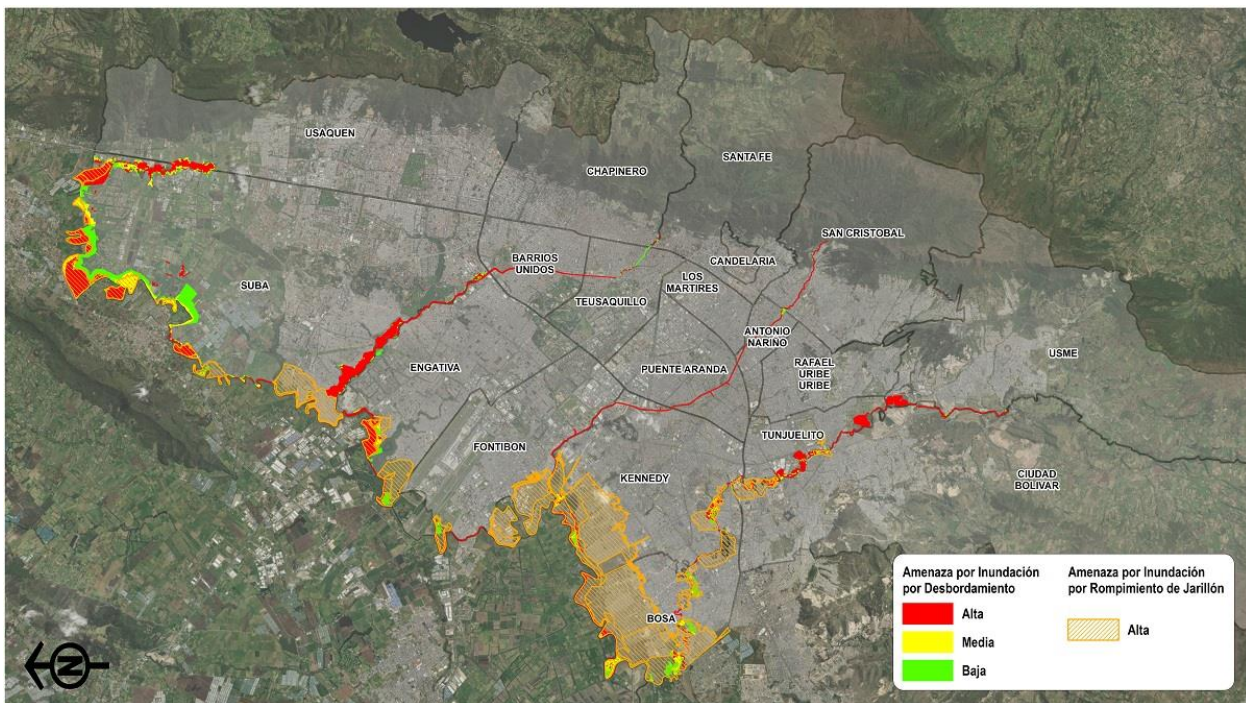 USAQUEN
SANTA FE
CHAPINERO
SAN CRISTOBAL
BARRIOS
UNIDOS
CANDELARIA
SUBA
LOS
MARTIRES
TEUSAQUILLO
ANTONIO
NARIÑO
USME
ENGATIVA
PUENTE ARANDA
RAFAEL
URIBE
URIBE
TUNJUELITO
FONTIBON
KENNEDY
CIUDAD
BOLIVAR
BOSA
N
Amenaza por Inundación
por Desbordamiento
Alta
Media
Baja
Amenaza por Inundación
por Rompimiento de Jarillón
Alta